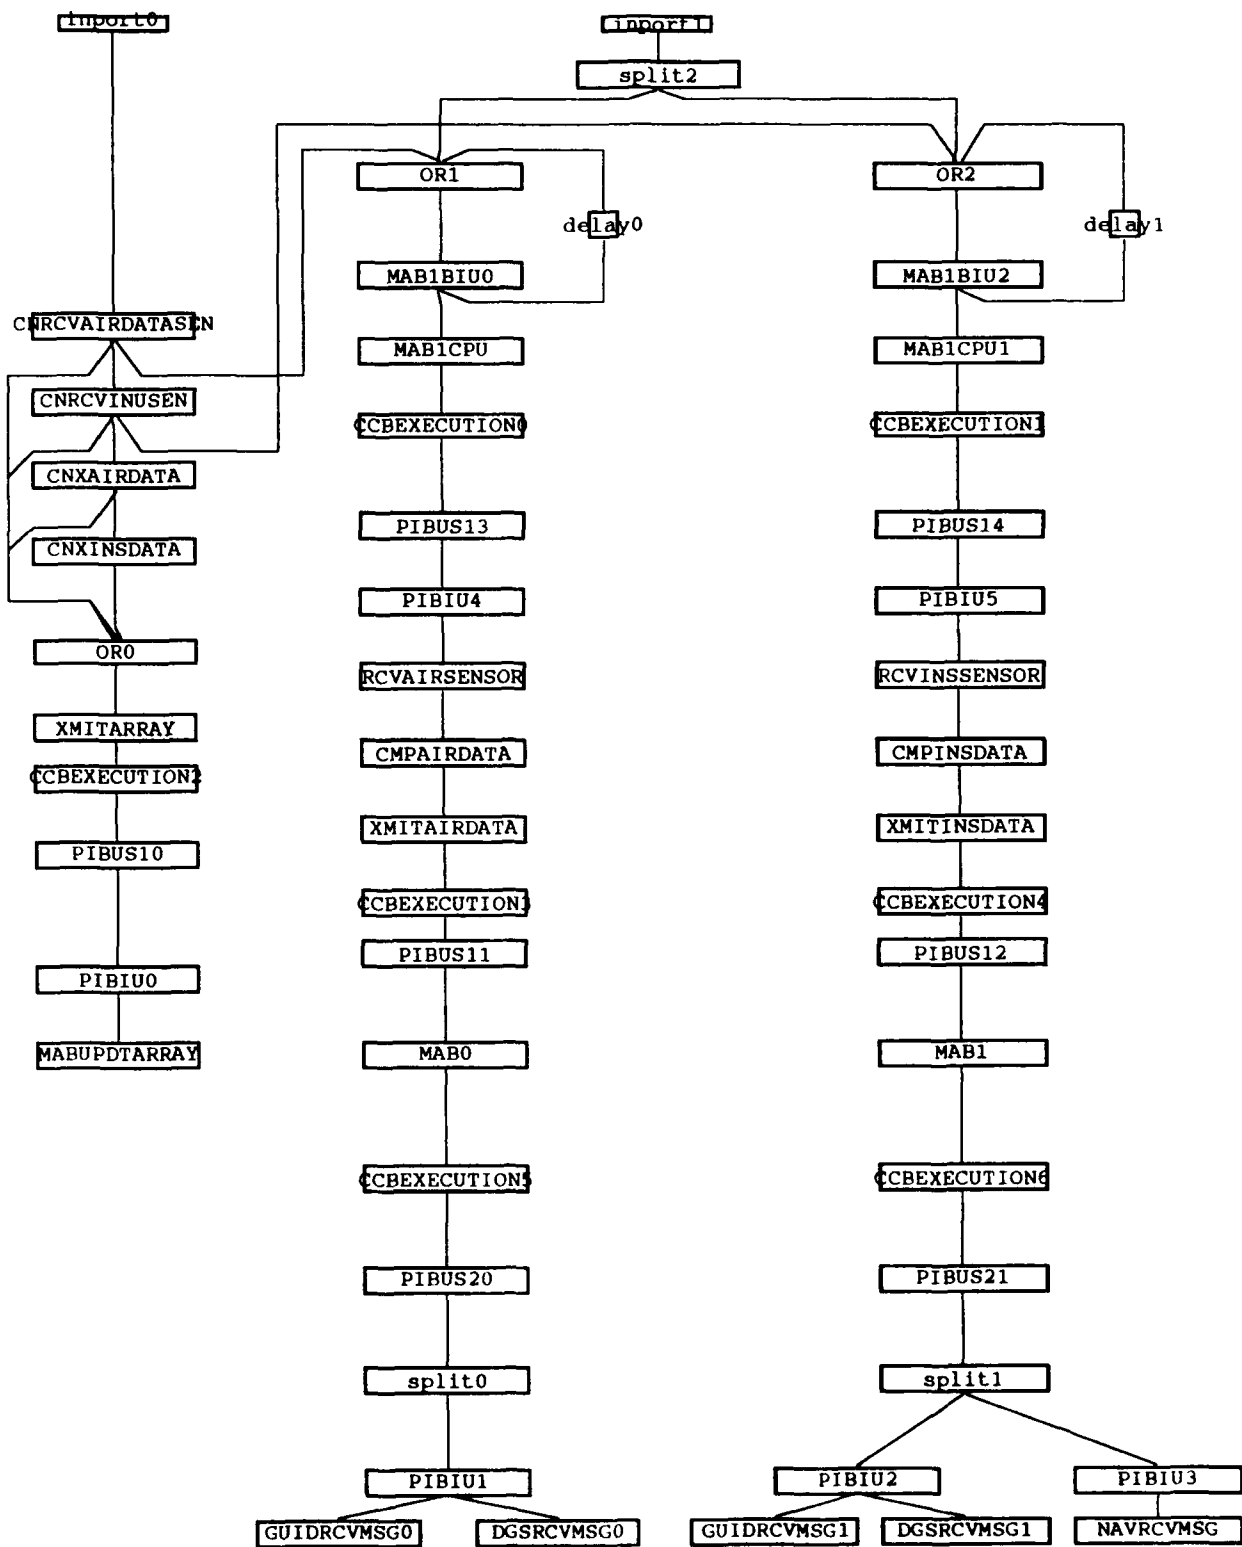 inport0
inport1
split2
OR1
OR2
delay0
delay1
MAB1BIU0
MAB1BIU2
CNRCVAIRDATASEN
MAB1CPU
MAB1CPU1
CNRCVINUSEN
CCBEXECUTION0
CCBEXECUTION1
CNXAIRDATA
PIBUS13
PIBUS14
CNXINSDATA
PIBIU4
PIBIU5
OR0
RCVAIRSENSOR
RCVINSSENSOR
XMITARRAY
CMPAIRDATA
CMPINSDATA
CCBEXECUTION2
XMITAIRDATA
XMITINSDATA
PIBUS10
CCBEXECUTION3
CCBEXECUTION4
PIBUS11
PIBUS12
PIBIU0
MABUPDTARRAY
MAB0
MAB1
CCBEXECUTION5
CCBEXECUTION6
PIBUS20
PIBUS21
split0
split1
PIBIU1
PIBIU2
PIBIU3
GUIDRCVMSG0
DGSRCVMSG0
GUIDRCVMSG1
DGSRCVMSG1
NAVRCVMSG